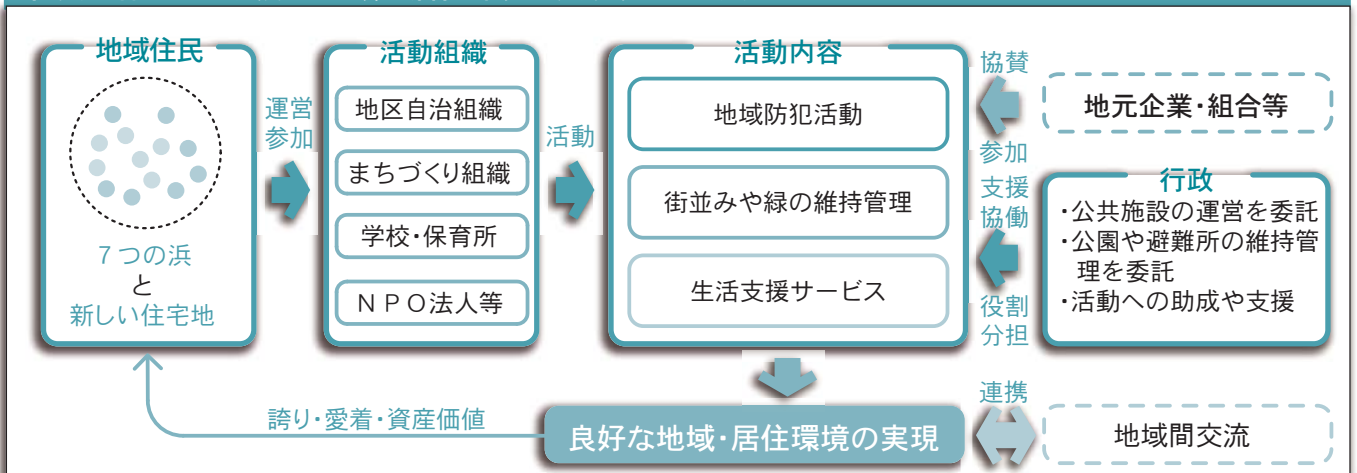 地域住民
７つの浜
と
新しい住宅地
運営
参加
活動組織
地区自治組織
まちづくり組織
学校・保育所
ＮＰＯ法人等
活動
活動内容
地域防犯活動
街並みや緑の維持管理
生活支援サービス
協賛
参加
地元企業・組合等
支援
協働
役割
分担
行政
・公共施設の運営を委託
・公園や避難所の維持管
理を委託
・活動への助成や支援
誇り・愛着・資産価値
良好な地域・居住環境の実現
連携
地域間交流